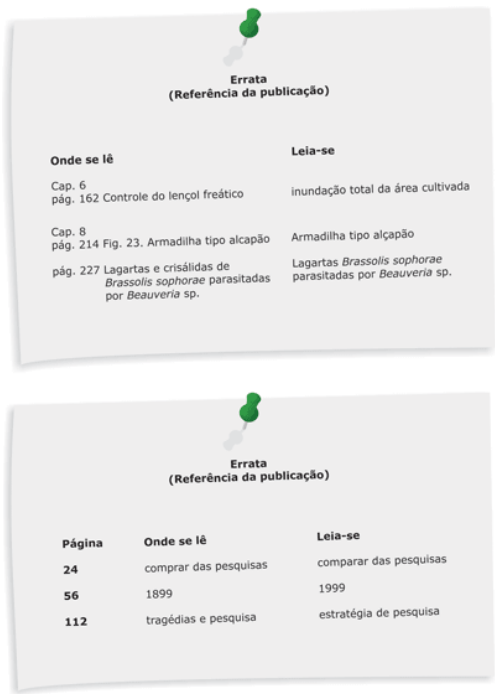 Errata
(Referência da publicação)
Onde se lê
Leia-se
Cap. 6
pág. 162 Controle do lençol freático
inundação total da área cultivada
Cap. 8
pág. 214 Fig. 23. Armadilha tipo alcapão
Armadilha tipo alçapão
pág. 227 Lagartas e crisálidas de
Brassolis sophorae parasitadas
por Beauveria sp.
Lagartas Brassolis sophorae
parasitadas por Beauveria sp.
Errata
(Referência da publicação)
Página Onde se lê Leia-se
24 comprar das pesquisas comparar das pesquisas
56 1899 1999
112 tragédias e pesquisa estratégia de pesquisa